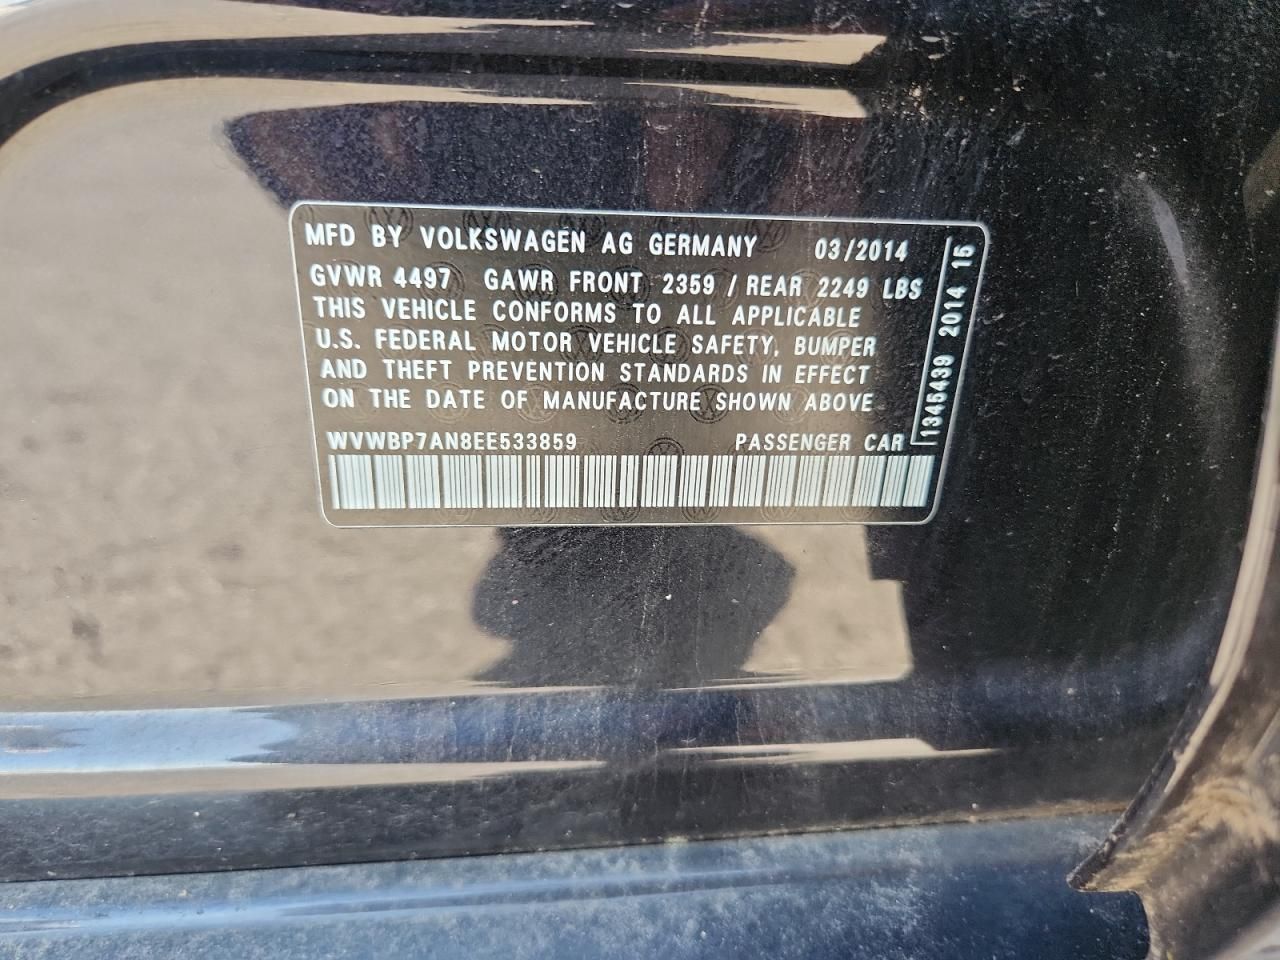 MFD BY VOLKSWAGEN AG GERMANY 03/2014
GVWR 4497 GAWR FRONT 2359 / REAR 2249 LBS
THIS VEHICLE CONFORMS TO ALL APPLICABLE
U.S. FEDERAL MOTOR VEHICLE SAFETY, BUMPER
AND THEFT PREVENTION STANDARDS IN EFFECT
ON THE DATE OF MANUFACTURE SHOWN ABOVE
WVWBP7AN8EE533859 PASSENGER CAR
1345439 2014 15